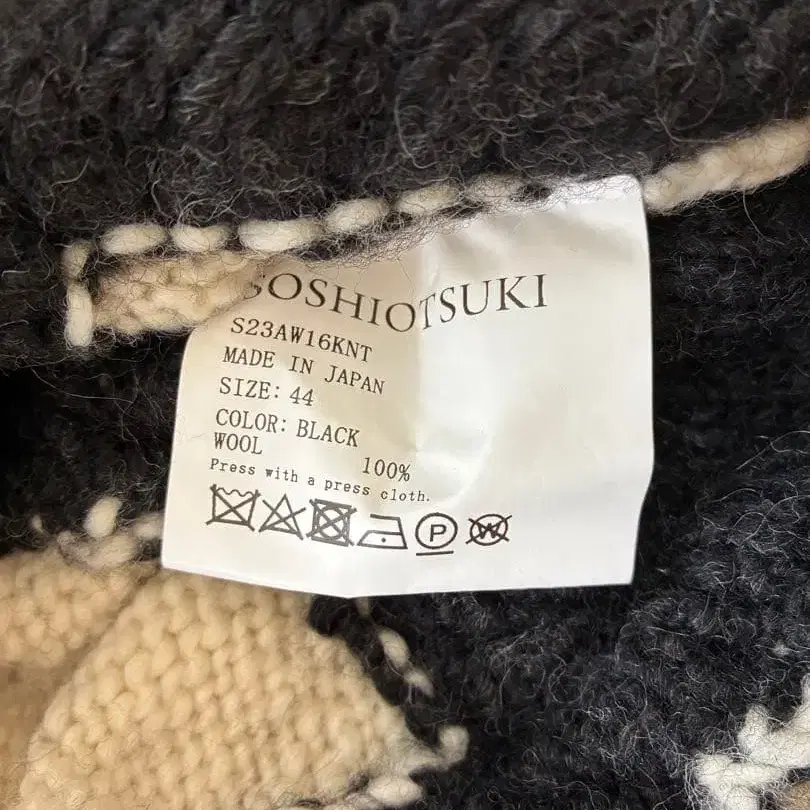 SOSHIOTSUKI
S23AW16KNT
MADE IN JAPAN
SIZE: 44
COLOR: BLACK
WOOL 100%
Press with a press cloth.
P W